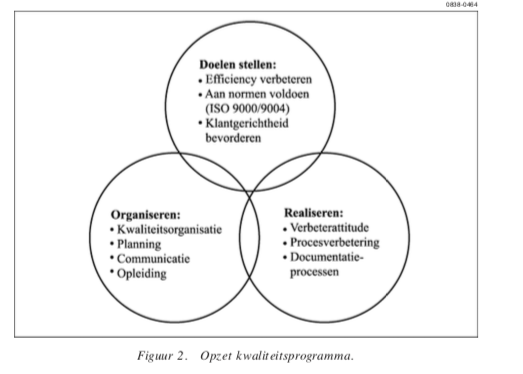 0838-0464
Doelen stellen:
• Efficiency verbeteren
• Aan normen voldoen
(ISO 9000/9004)
• Klantgerichtheid
bevorderen
Organiseren:
• Kwaliteitsorganisatie
• Planning
• Communicatie
• Opleiding
Realiseren:
• Verbeterattitude
• Procesverbetering
• Documentatie-
processen
Figuur 2. Opzet kwaliteitsprogramma.